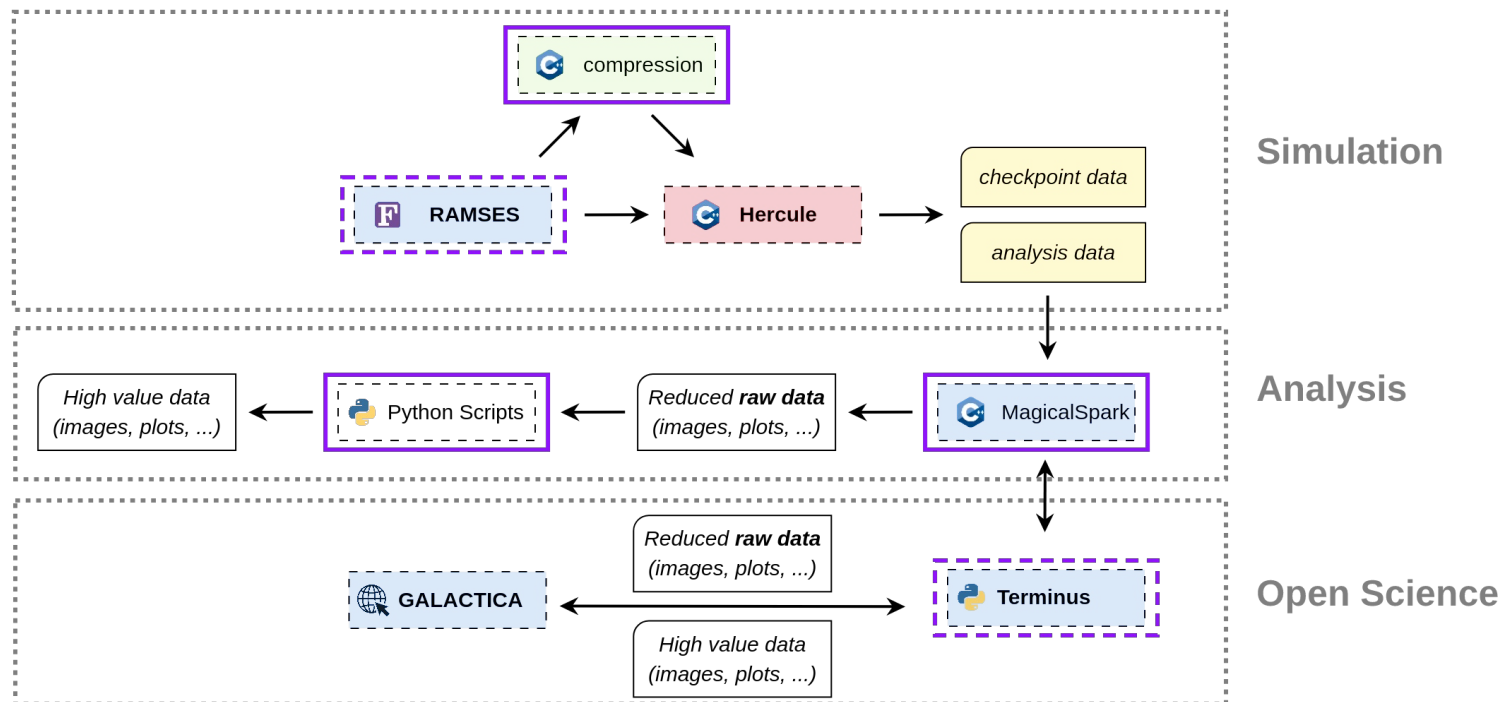 compression
Simulation
checkpoint data
F RAMSES
C++ Hercule
analysis data
High value data
(images, plots, ...)
Python Scripts
Reduced raw data
(images, plots, ...)
C++ MagicalSpark
Analysis
Reduced raw data
(images, plots, ...)
GALACTICA
Terminus
Open Science
High value data
(images, plots, ...)